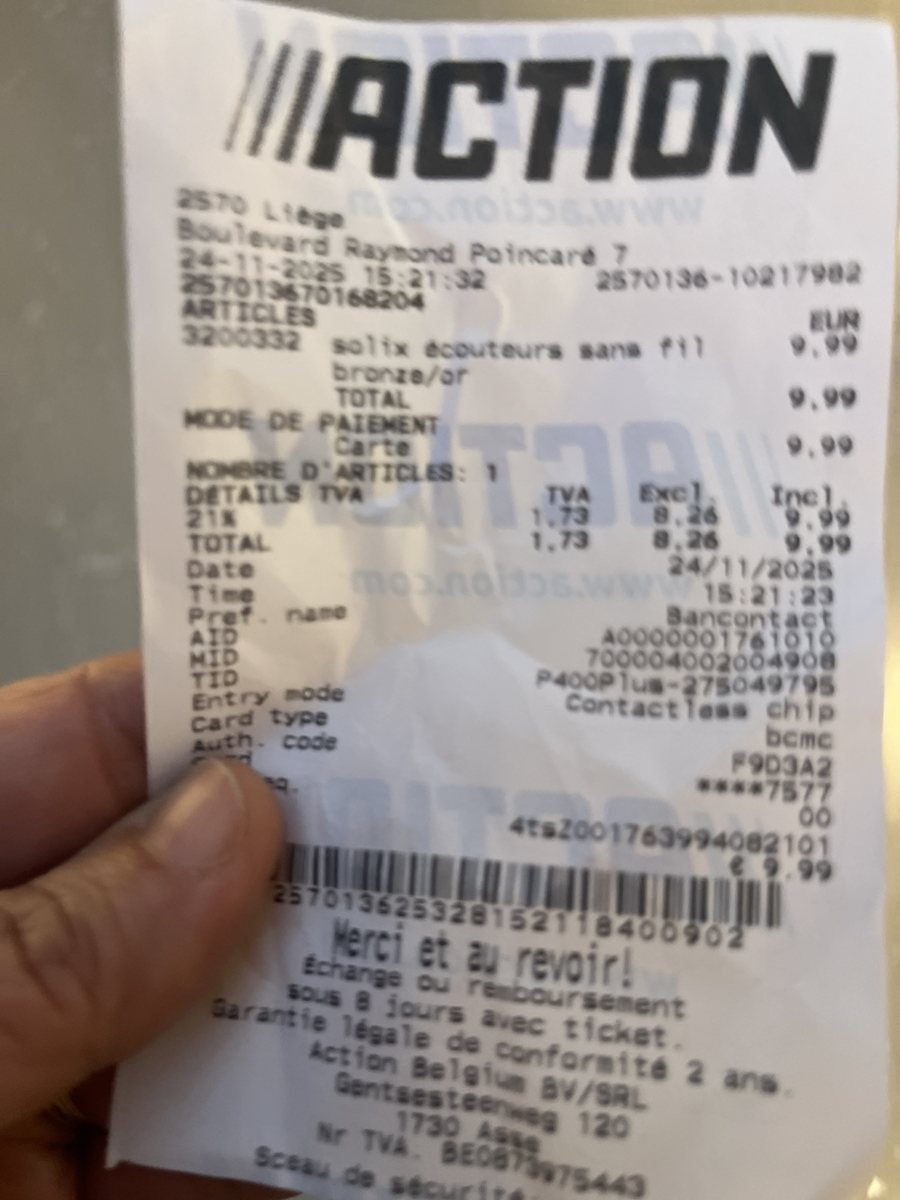 ACTION
2570 Liège
Boulevard Raymond Poincaré 7
24-11-2025 15:21:32 2570136-10217982
257013670168204
ARTICLES EUR
3200332 solix écouteurs sans fil 9.99
bronze/or
TOTAL 9.99
MODE DE PAIEMENT
Carte 9.99
NOMBRE D'ARTICLES: 1
DÉTAILS TVA TVA Excl. Incl.
21% 1.73 8.26 9.99
TOTAL 1.73 8.26 9.99
Date 24/11/2025
Time 15:21:23
Pref. name Bancontact
AID A0000001761010
MID 700004002004908
TID P400Plus-275049795
Entry mode Contactless chip
Card type bcmc
Auth. code F9D3A2
****7577
00
4tsZ001763994082101
€ 9.99
2570136253281521118400902
Merci et au revoir!
Échange ou remboursement
sous 8 jours avec ticket.
Garantie légale de conformité 2 ans.
Action Belgium BV/SRL
Gentsesteenweg 120
1730 Asse
Nr TVA. BE0873975443
Sceau de sécurité